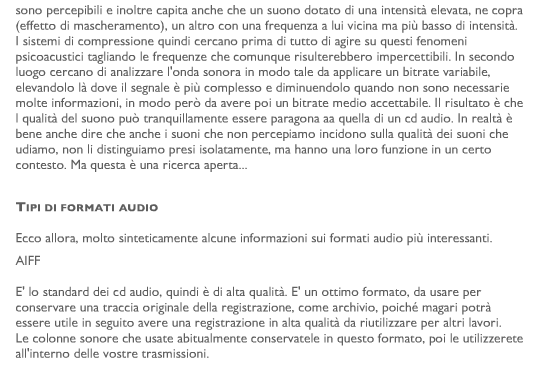 sono percepibili e inoltre capita anche che un suono dotato di una intensità elevata, ne copra
(effetto di mascheramento), un altro con una frequenza a lui vicina ma più basso di intensità.
I sistemi di compressione quindi cercano prima di tutto di agire su questi fenomeni
psicoacustici tagliando le frequenze che comunque risulterebbero impercettibili. In secondo
luogo cercano di analizzare l'onda sonora in modo tale da applicare un bitrate variabile,
elevandolo là dove il segnale è più complesso e diminuendolo quando non sono necessarie
molte informazioni, in modo però da avere poi un bitrate medio accettabile. Il risultato è che
l qualità del suono può tranquillamente essere paragona aa quella di un cd audio. In realtà è
bene anche dire che anche i suoni che non percepiamo incidono sulla qualità dei suoni che
udiamo, non li distinguiamo presi isolatamente, ma hanno una loro funzione in un certo
contesto. Ma questa è una ricerca aperta...
TIPI DI FORMATI AUDIO
Ecco allora, molto sinteticamente alcune informazioni sui formati audio più interessanti.
AIFF
E' lo standard dei cd audio, quindi è di alta qualità. E' un ottimo formato, da usare per
conservare una traccia originale della registrazione, come archivio, poiché magari potrà
essere utile in seguito avere una registrazione in alta qualità da riutilizzare per altri lavori.
Le colonne sonore che usate abitualmente conservatele in questo formato, poi le utilizzerete
all'interno delle vostre trasmissioni.